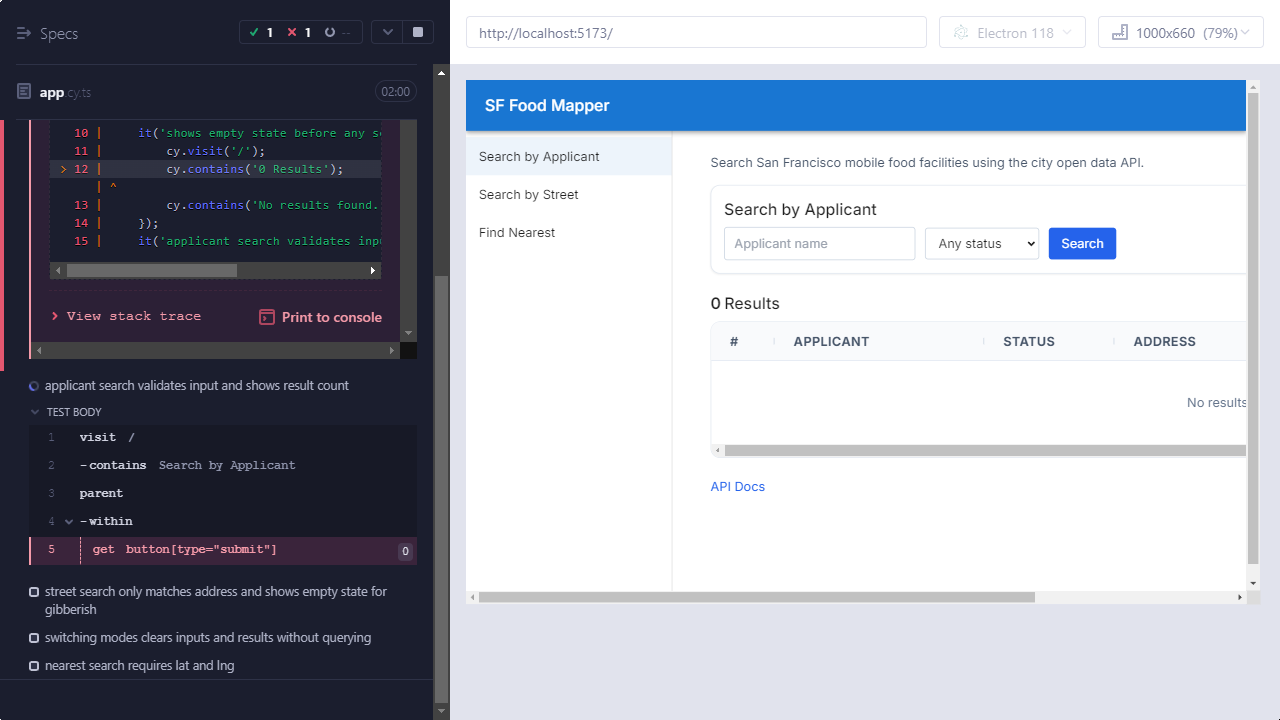 Specs
1
1
--
http://localhost:5173/
Electron 118
1000x660 (79%)
app.cy.ts
02:00
10 | it('shows empty state before any s
11 | cy.visit('/');
> 12 | cy.contains('0 Results');
| ^
13 | cy.contains('No results found.
14 | });
15 | it('applicant search validates inpu
View stack trace
Print to console
applicant search validates input and shows result count
TEST BODY
1 visit /
2 -contains Search by Applicant
3 parent
4 -within
5 get button[type="submit"] 0
street search only matches address and shows empty state for
gibberish
switching modes clears inputs and results without querying
nearest search requires lat and lng
SF Food Mapper
Search by Applicant
Search by Street
Find Nearest
Search San Francisco mobile food facilities using the city open data API.
Search by Applicant
Applicant name
Any status
Search
0 Results
# APPLICANT STATUS ADDRESS
No results
API Docs